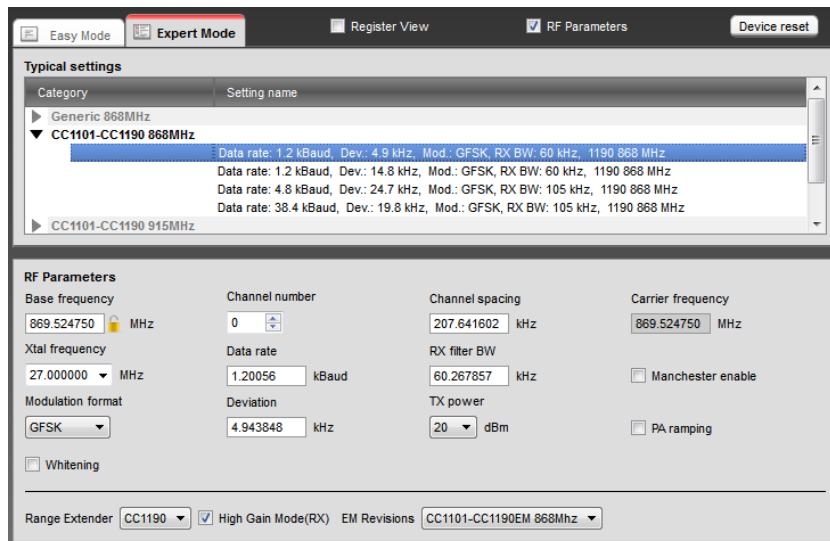 Easy Mode Expert Mode Register View RF Parameters Device reset
Typical settings
Category Setting name
Generic 868MHz
CC1101-CC1190 868MHz
Data rate: 1.2 kBaud, Dev.: 4.9 kHz, Mod.: GFSK, RX BW: 60 kHz, 1190 868 MHz
Data rate: 1.2 kBaud, Dev.: 14.8 kHz, Mod.: GFSK, RX BW: 60 kHz, 1190 868 MHz
Data rate: 4.8 kBaud, Dev.: 24.7 kHz, Mod.: GFSK, RX BW: 105 kHz, 1190 868 MHz
Data rate: 38.4 kBaud, Dev.: 19.8 kHz, Mod.: GFSK, RX BW: 105 kHz, 1190 868 MHz
CC1101-CC1190 915MHz
RF Parameters
Base frequency Channel number Channel spacing Carrier frequency
869.524750 MHz 0 207.641602 kHz 869.524750 MHz
Xtal frequency Data rate RX filter BW
27.000000 MHz 1.20056 kBaud 60.267857 kHz Manchester enable
Modulation format Deviation TX power
GFSK 4.943848 kHz 20 dBm PA ramping
Whitening
Range Extender CC1190 High Gain Mode(RX) EM Revisions CC1101-CC1190EM 868Mhz